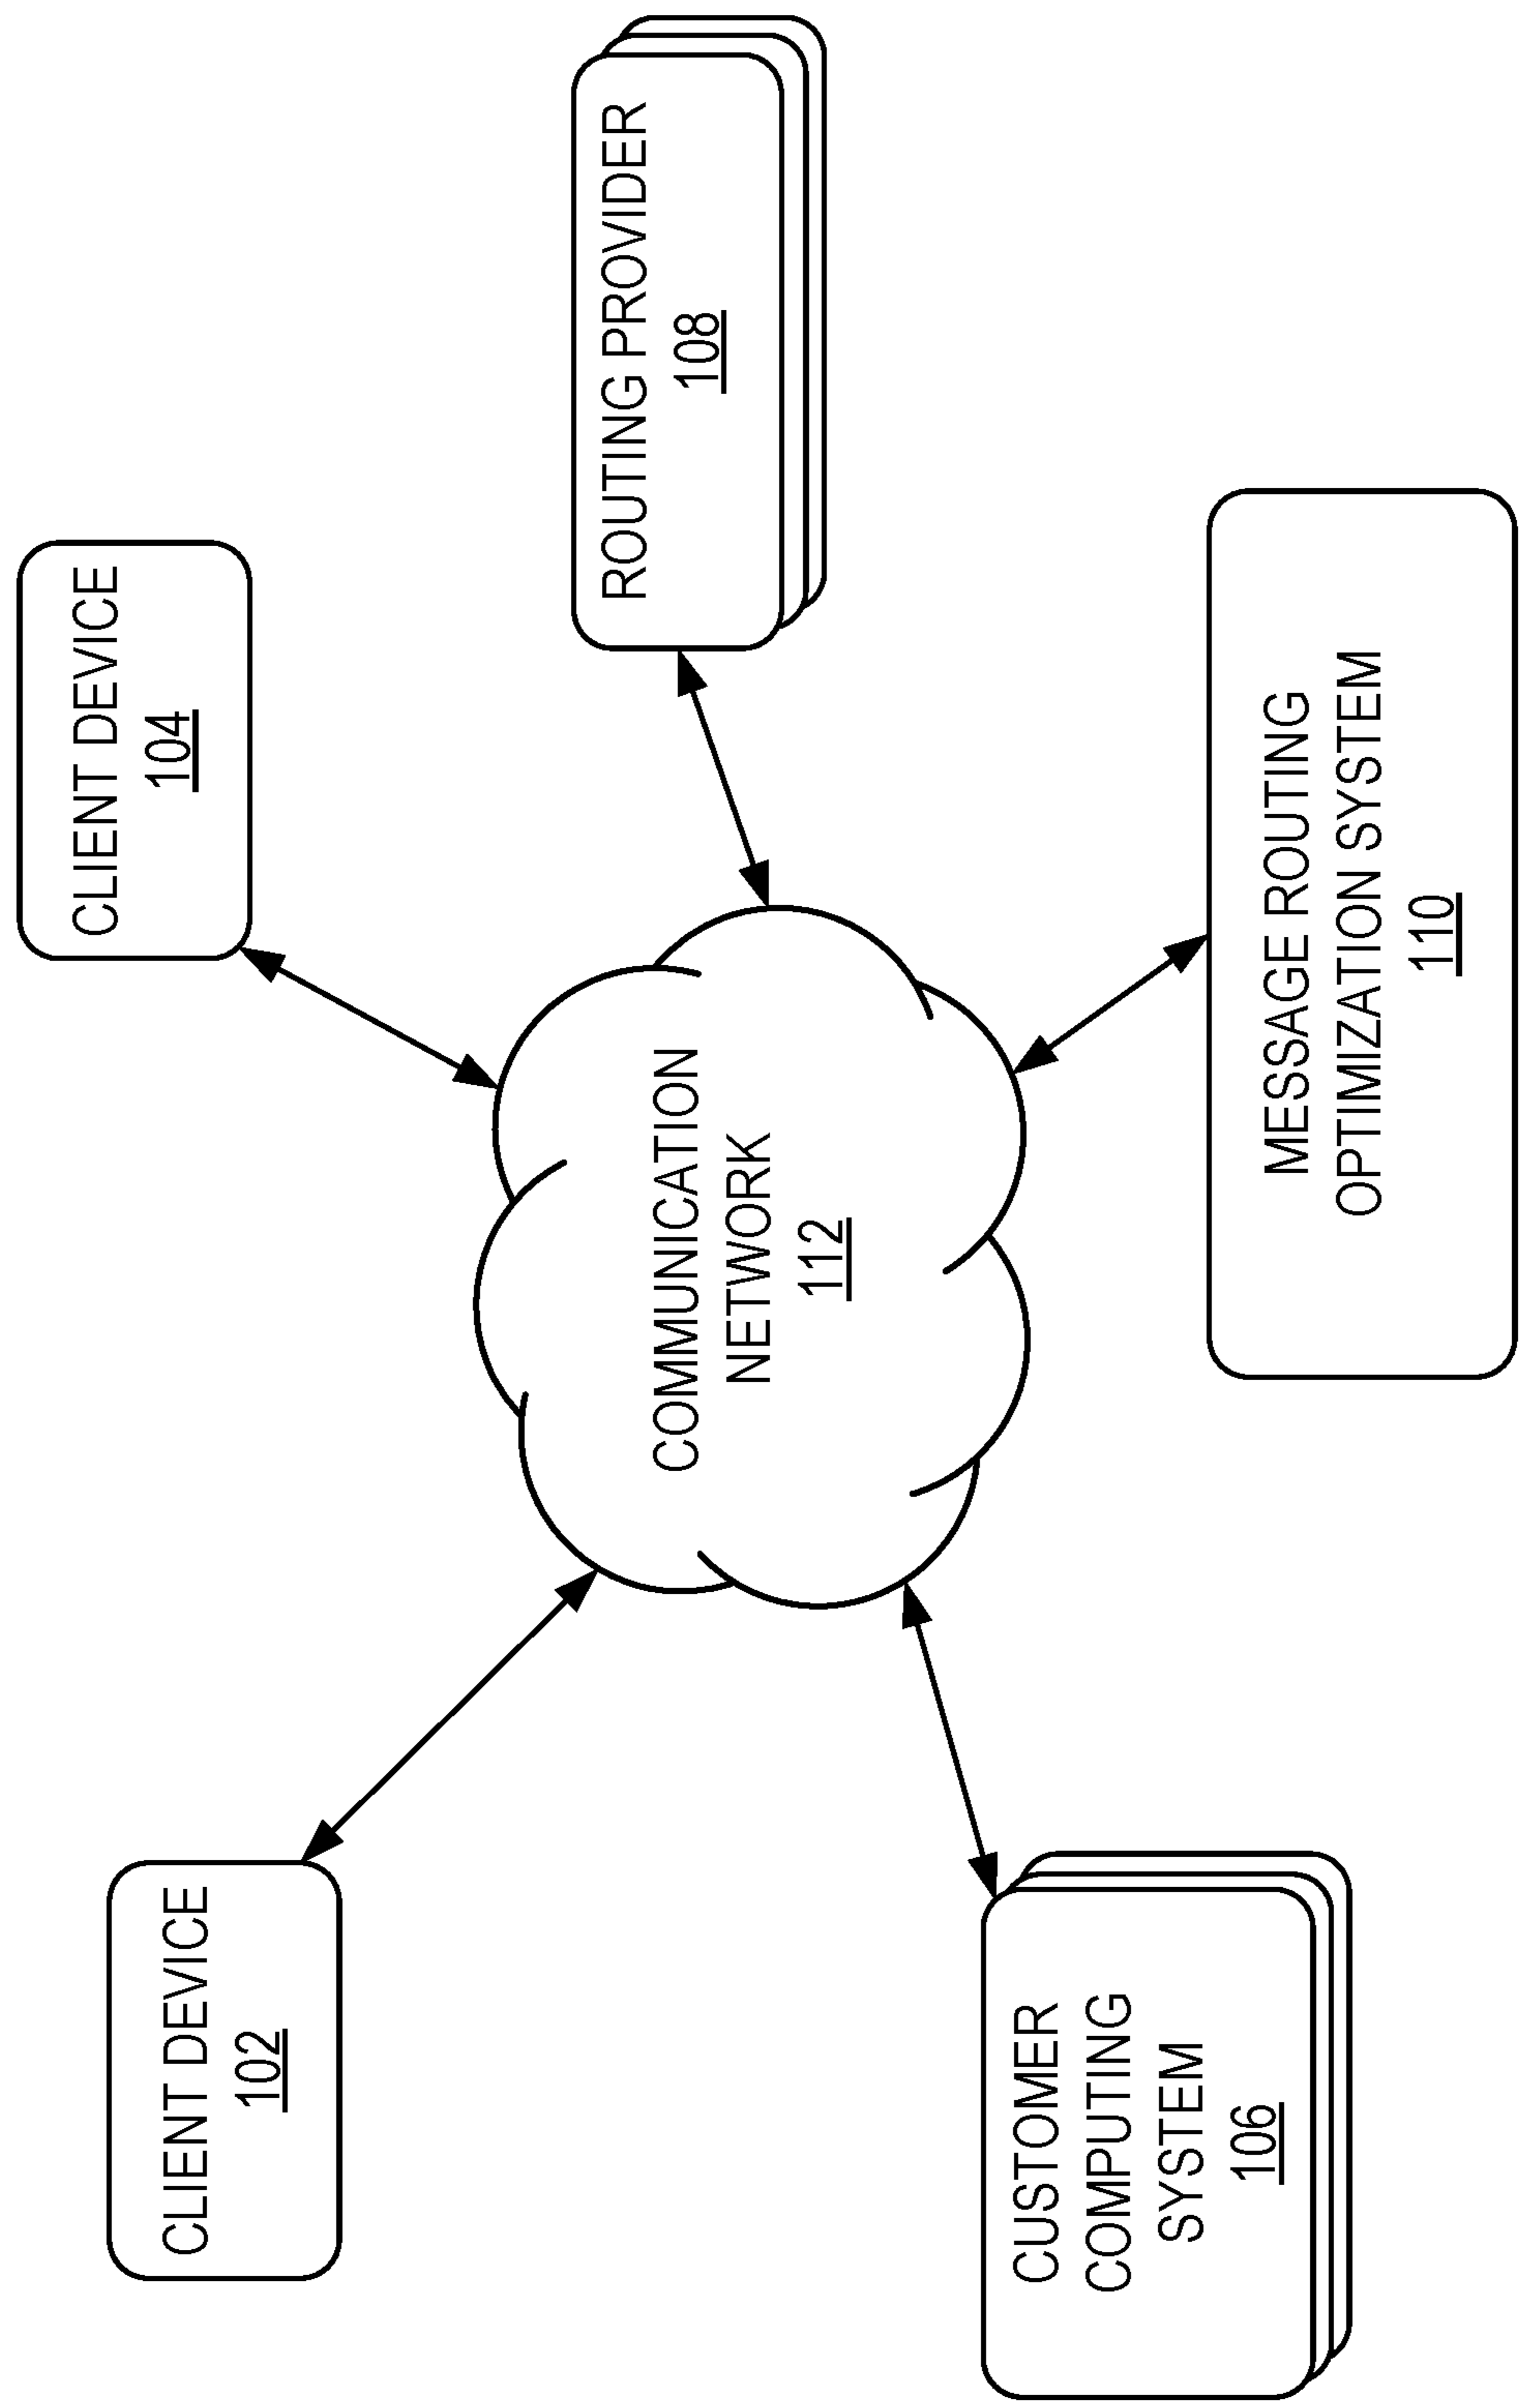 CLIENT DEVICE
102
CLIENT DEVICE
104
COMMUNICATION
NETWORK
112
ROUTING PROVIDER
108
CUSTOMER
COMPUTING
SYSTEM
106
MESSAGE ROUTING
OPTIMIZATION SYSTEM
110